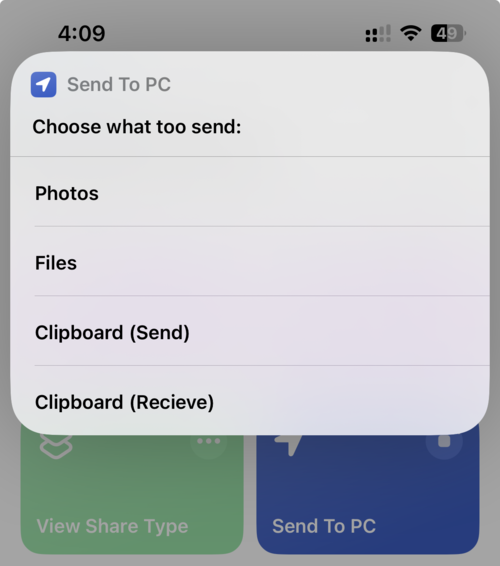 4:09
49
Send To PC
Choose what too send:
Photos
Files
Clipboard (Send)
Clipboard (Recieve)
View Share Type
Send To PC